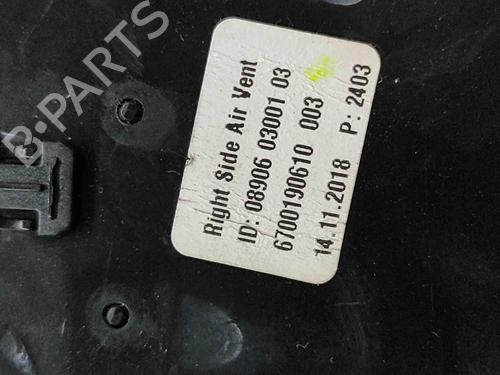 Right Side Air Vent
ID: 08906 03001 03
6700190610 003
14.11.2018 P: 2403
B-PARTS